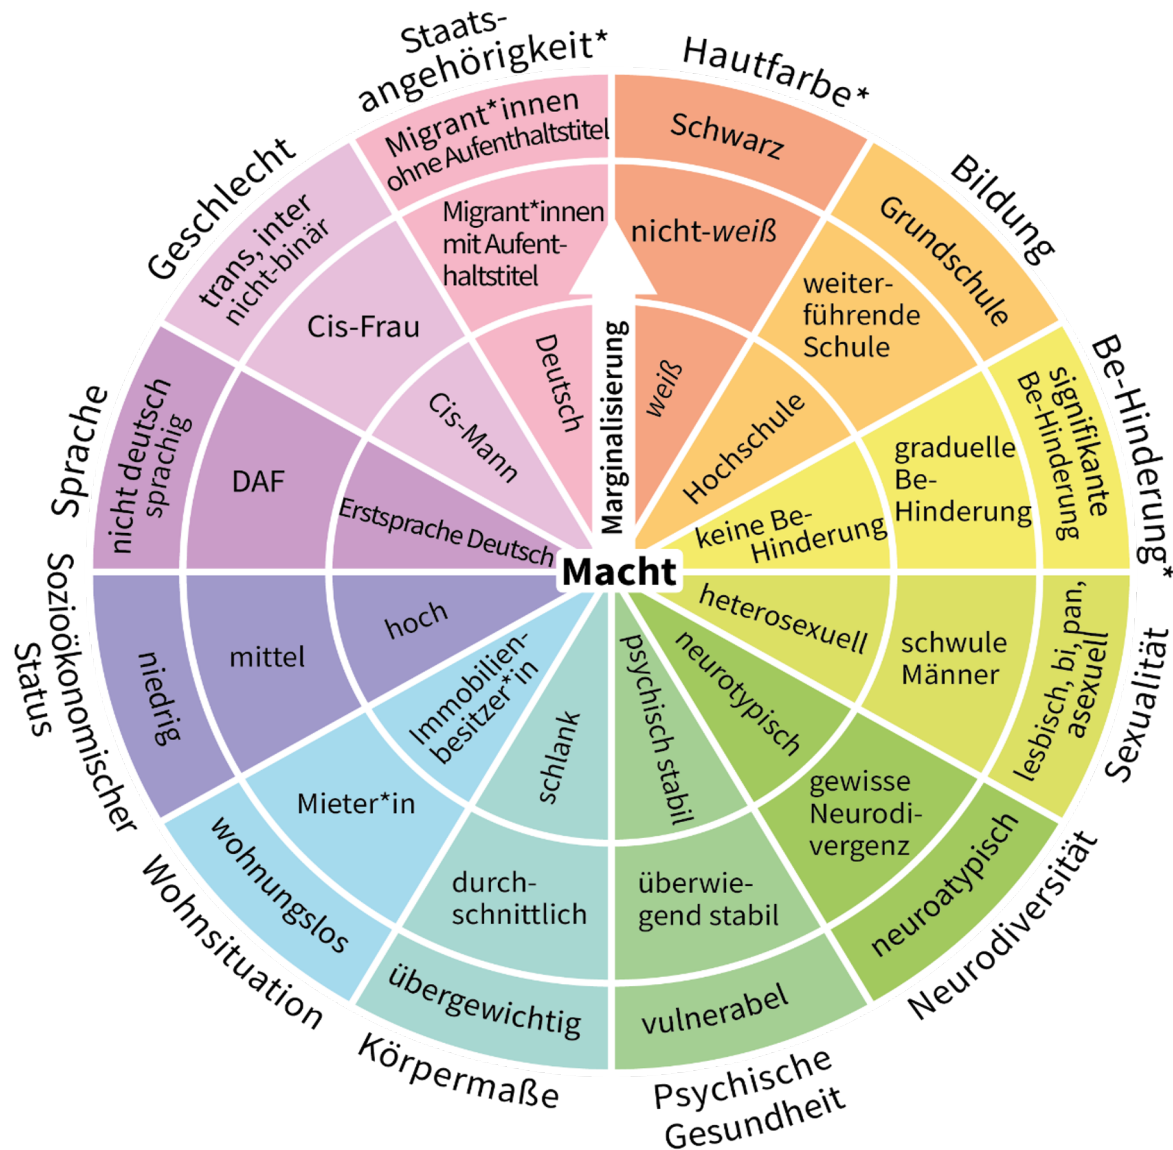 Staats-
angehörigkeit*
Migrant*innen
ohne Aufenthaltstitel
Migrant*innen
mit Aufent-
haltstitel
Deutsch
Hautfarbe*
Schwarz
nicht-weiß
weiß
Bildung
Grundschule
weiter-
führende
Schule
Hochschule
Be-Hinderung*
signifikante
Be-Hinderung
graduelle
Be-
Hinderung
keine Be-
Hinderung
Sexualität
lesbisch, bi, pan,
asexuell
schwule
Männer
heterosexuell
Neurodiversität
neuroatypisch
gewisse
Neurodi-
vergenz
neurotypisch
Psychische
Gesundheit
vulnerabel
überwie-
gend stabil
psychisch stabil
Körpermaße
übergewichtig
durch-
schnittlich
schlank
Wohnsituation
wohnungslos
Mieter*in
Immobilien-
besitzer*in
Sozioökonomischer
Status
niedrig
mittel
hoch
Sprache
nicht deutsch
sprachig
DAF
Erstsprache Deutsch
Geschlecht
trans, inter
nicht-binär
Cis-Frau
Cis-Mann
Marginalisierung
Macht